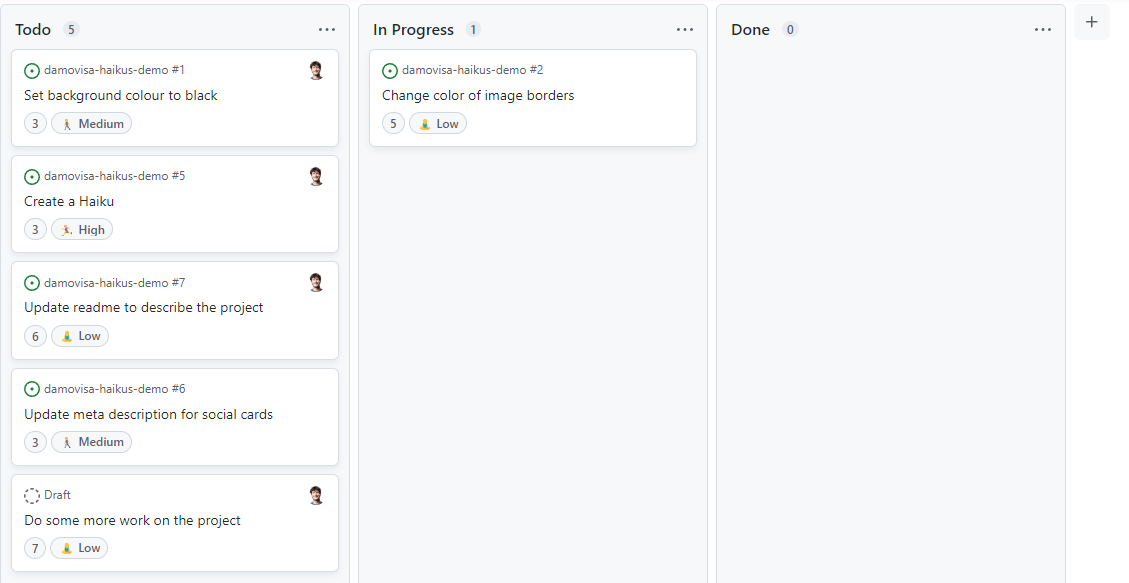 Todo 5
damovisa-haikus-demo #1
Set background colour to black
3 Medium
damovisa-haikus-demo #5
Create a Haiku
3 High
damovisa-haikus-demo #7
Update readme to describe the project
6 Low
damovisa-haikus-demo #6
Update meta description for social cards
3 Medium
Draft
Do some more work on the project
7 Low
In Progress 1
damovisa-haikus-demo #2
Change color of image borders
5 Low
Done 0